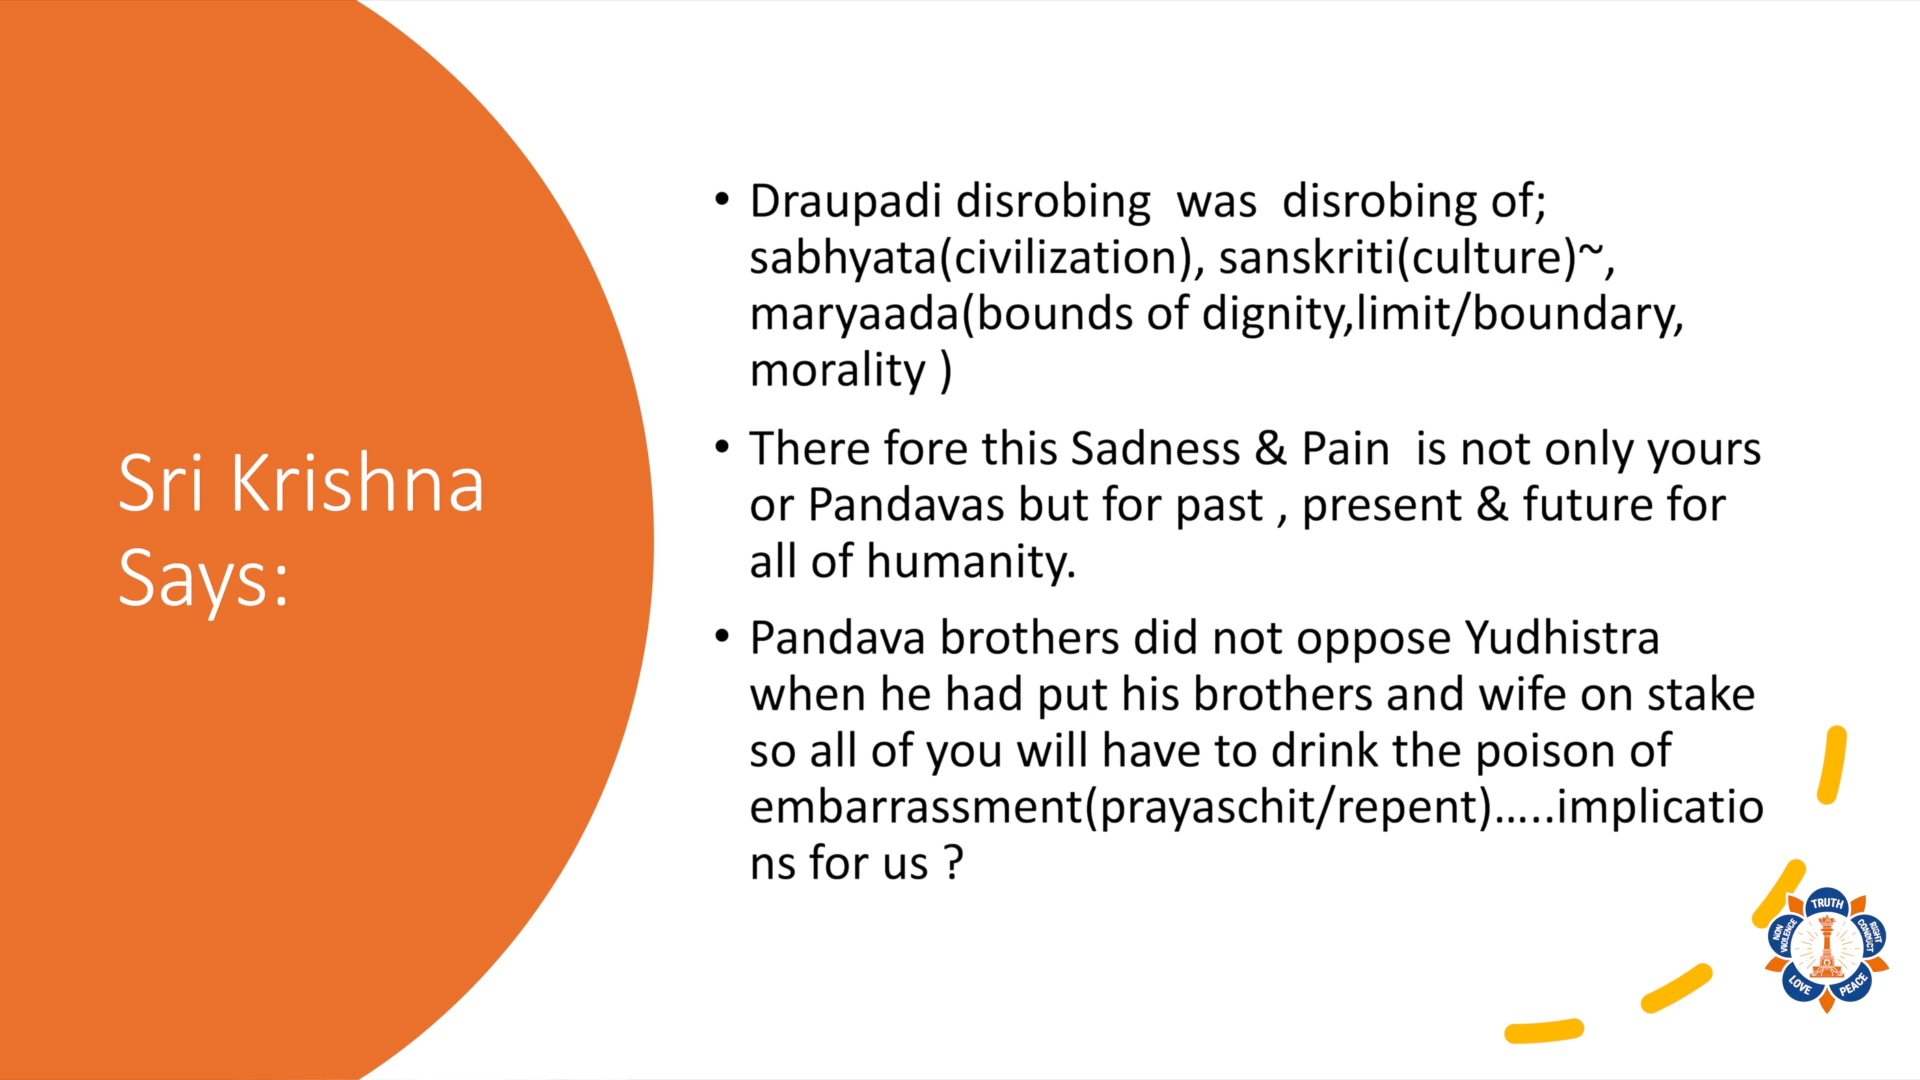 Sri Krishna
Says:
• Draupadi disrobing  was  disrobing of;
sabhyata(civilization), sanskriti(culture)~,
maryaada(bounds of dignity,limit/boundary,
morality )
• There fore this Sadness & Pain  is not only yours
or Pandavas but for past , present & future for
all of humanity.
• Pandava brothers did not oppose Yudhistra
when he had put his brothers and wife on stake
so all of you will have to drink the poison of
embarrassment(prayaschit/repent)…..implicatio
ns for us ?
TRUTH
RIGHT
CONDUCT
PEACE
LOVE
NON
VIOLENCE